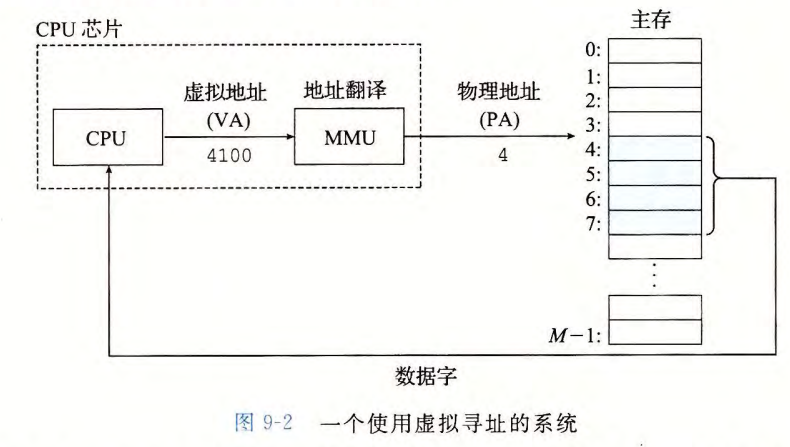 CPU 芯片
主存
虚拟地址
(VA)
4100
地址翻译
物理地址
(PA)
4
CPU
MMU
0:
1:
2:
3:
4:
5:
6:
7:
M−1:
数据字
图 9-2 一个使用虚拟寻址的系统